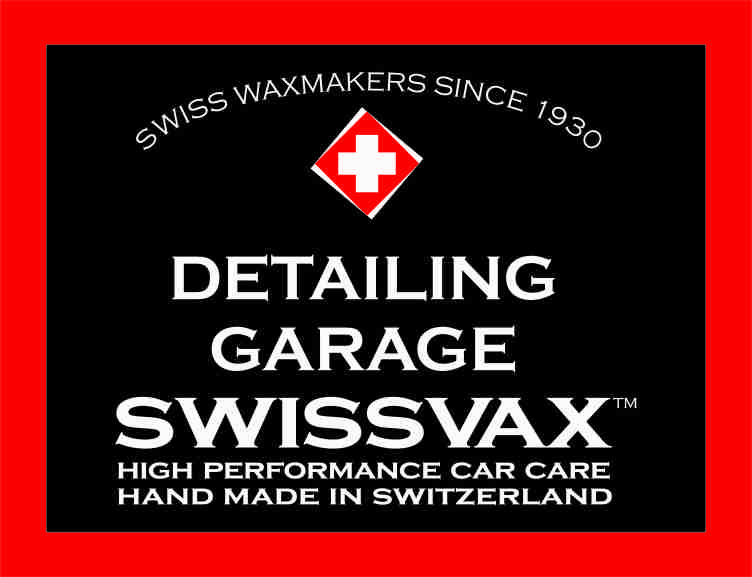 SWISS WAXMAKERS SINCE 1930
DETAILING
GARAGE
SWISSVAX™
HIGH PERFORMANCE CAR CARE
HAND MADE IN SWITZERLAND